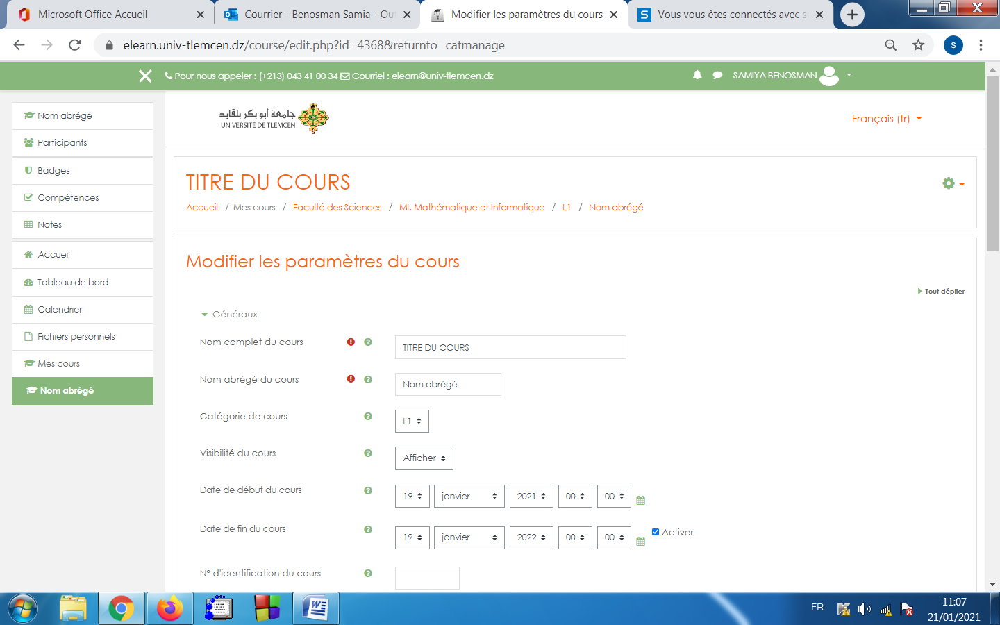 Microsoft Office Accueil
Courrier - Benosman Samia - Out
Modifier les paramètres du cours
Vous vous êtes connectés avec s
elearn.univ-tlemcen.dz/course/edit.php?id=4368&returnto=catmanage
S
Pour nous appeler : (+213) 043 41 00 34 Courriel : elearn@univ-tlemcen.dz
SAMIYA BENOSMAN
Nom abrégé
Participants
Badges
Compétences
Notes
Accueil
Tableau de bord
Calendrier
Fichiers personnels
Mes cours
Nom abrégé
جامعة أبو بكر بلقايد
UNIVERSITÉ DE TLEMCEN
Français (fr)
TITRE DU COURS
Accueil / Mes cours / Faculté des Sciences / MI, Mathématique et Informatique / L1 / Nom abrégé
Modifier les paramètres du cours
Tout déplier
Généraux
Nom complet du cours TITRE DU COURS
Nom abrégé du cours Nom abrégé
Catégorie de cours L1
Visibilité du cours Afficher
Date de début du cours 19 janvier 2021 00 00
Date de fin du cours 19 janvier 2022 00 00 Activer
N° d'identification du cours
FR
11:07
21/01/2021